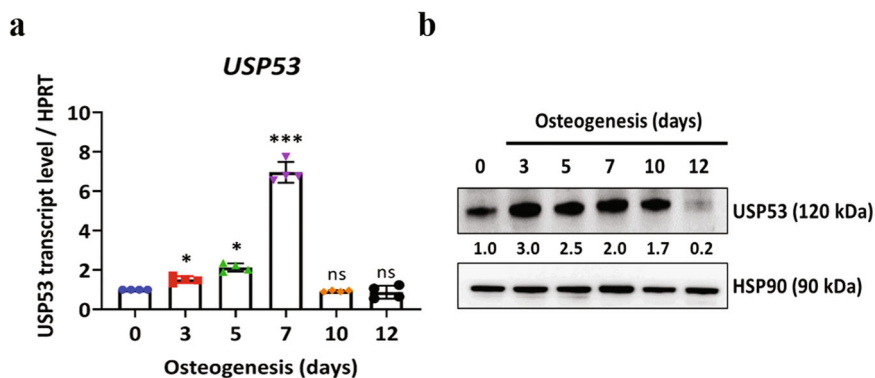 a
USP53
USP53 transcript level / HPRT
10
8
6
4
2
0
*
*
***
ns
ns
0 3 5 7 10 12
Osteogenesis (days)
b
Osteogenesis (days)
0 3 5 7 10 12
USP53 (120 kDa)
1.0 3.0 2.5 2.0 1.7 0.2
HSP90 (90 kDa)